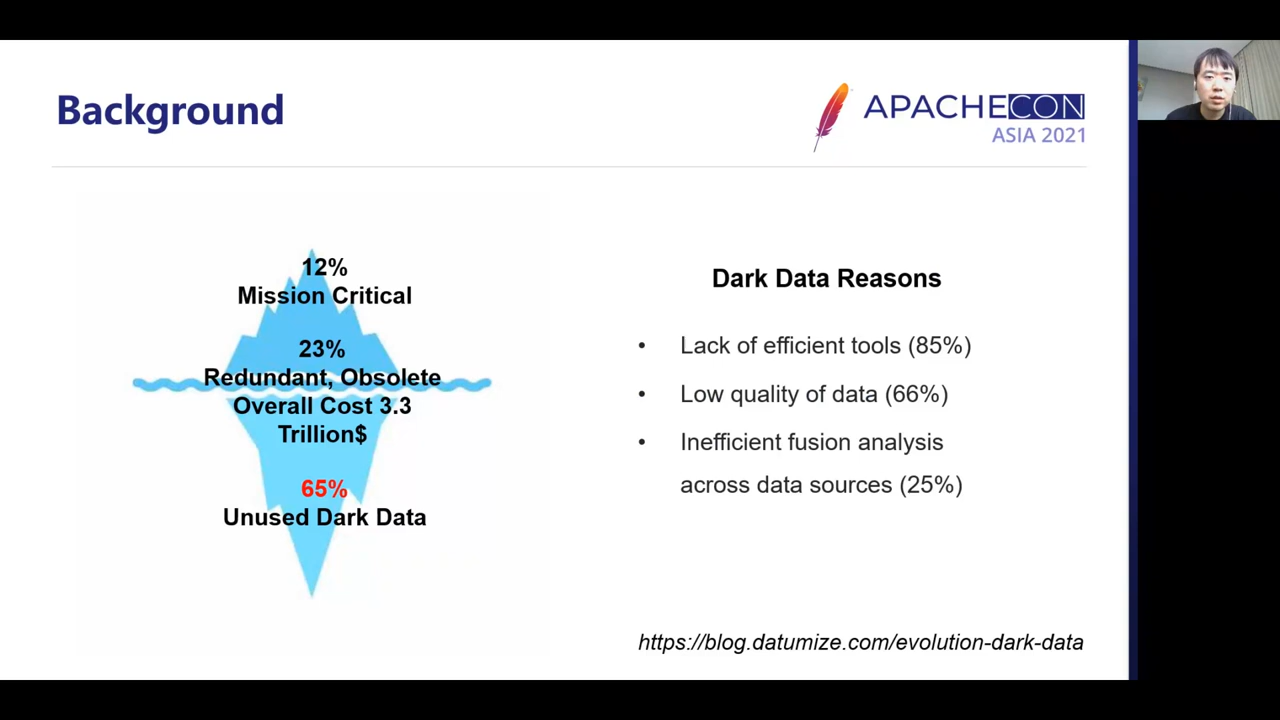 Background
APACHECON
ASIA 2021
12%
Mission Critical
23%
Redundant, Obsolete
Overall Cost 3.3
Trillion$
65%
Unused Dark Data
Dark Data Reasons
• Lack of efficient tools (85%)
• Low quality of data (66%)
• Inefficient fusion analysis
across data sources (25%)
https://blog.datumize.com/evolution-dark-data